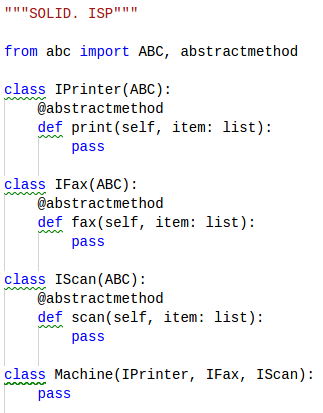 """SOLID. ISP"""
from abc import ABC, abstractmethod
class IPrinter(ABC):
    @abstractmethod
    def print(self, item: list):
        pass
class IFax(ABC):
    @abstractmethod
    def fax(self, item: list):
        pass
class IScan(ABC):
    @abstractmethod
    def scan(self, item: list):
        pass
class Machine(IPrinter, IFax, IScan):
    pass